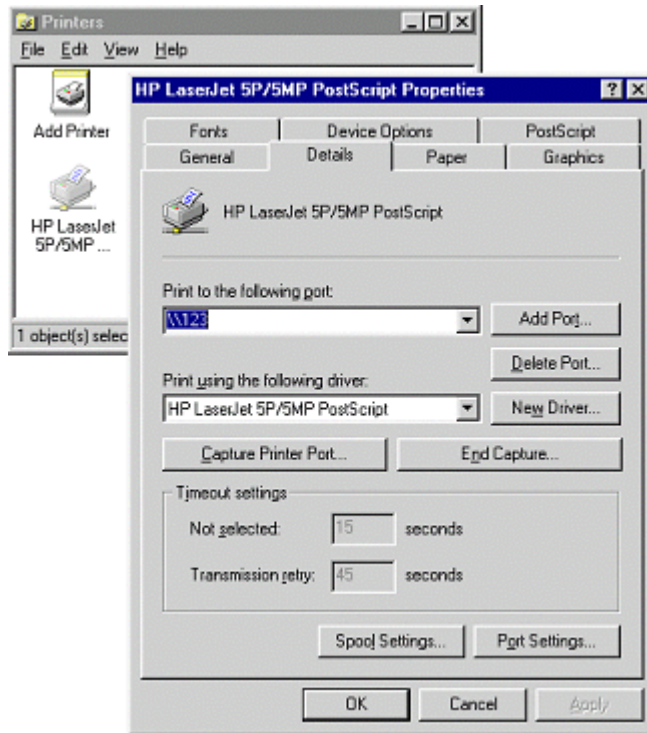 Printers
File Edit View Help
Add Printer
HP LaserJet
5P/5MP ...
1 object(s) selec
HP LaserJet 5P/5MP PostScript Properties
Fonts Device Options PostScript
General Details Paper Graphics
HP LaserJet 5P/5MP PostScript
Print to the following port:
\\123
Add Port...
Delete Port...
Print using the following driver:
HP LaserJet 5P/5MP PostScript
New Driver...
Capture Printer Port...
End Capture...
Timeout settings
Not selected: 15 seconds
Transmission retry: 45 seconds
Spool Settings...
Port Settings...
OK
Cancel
Apply